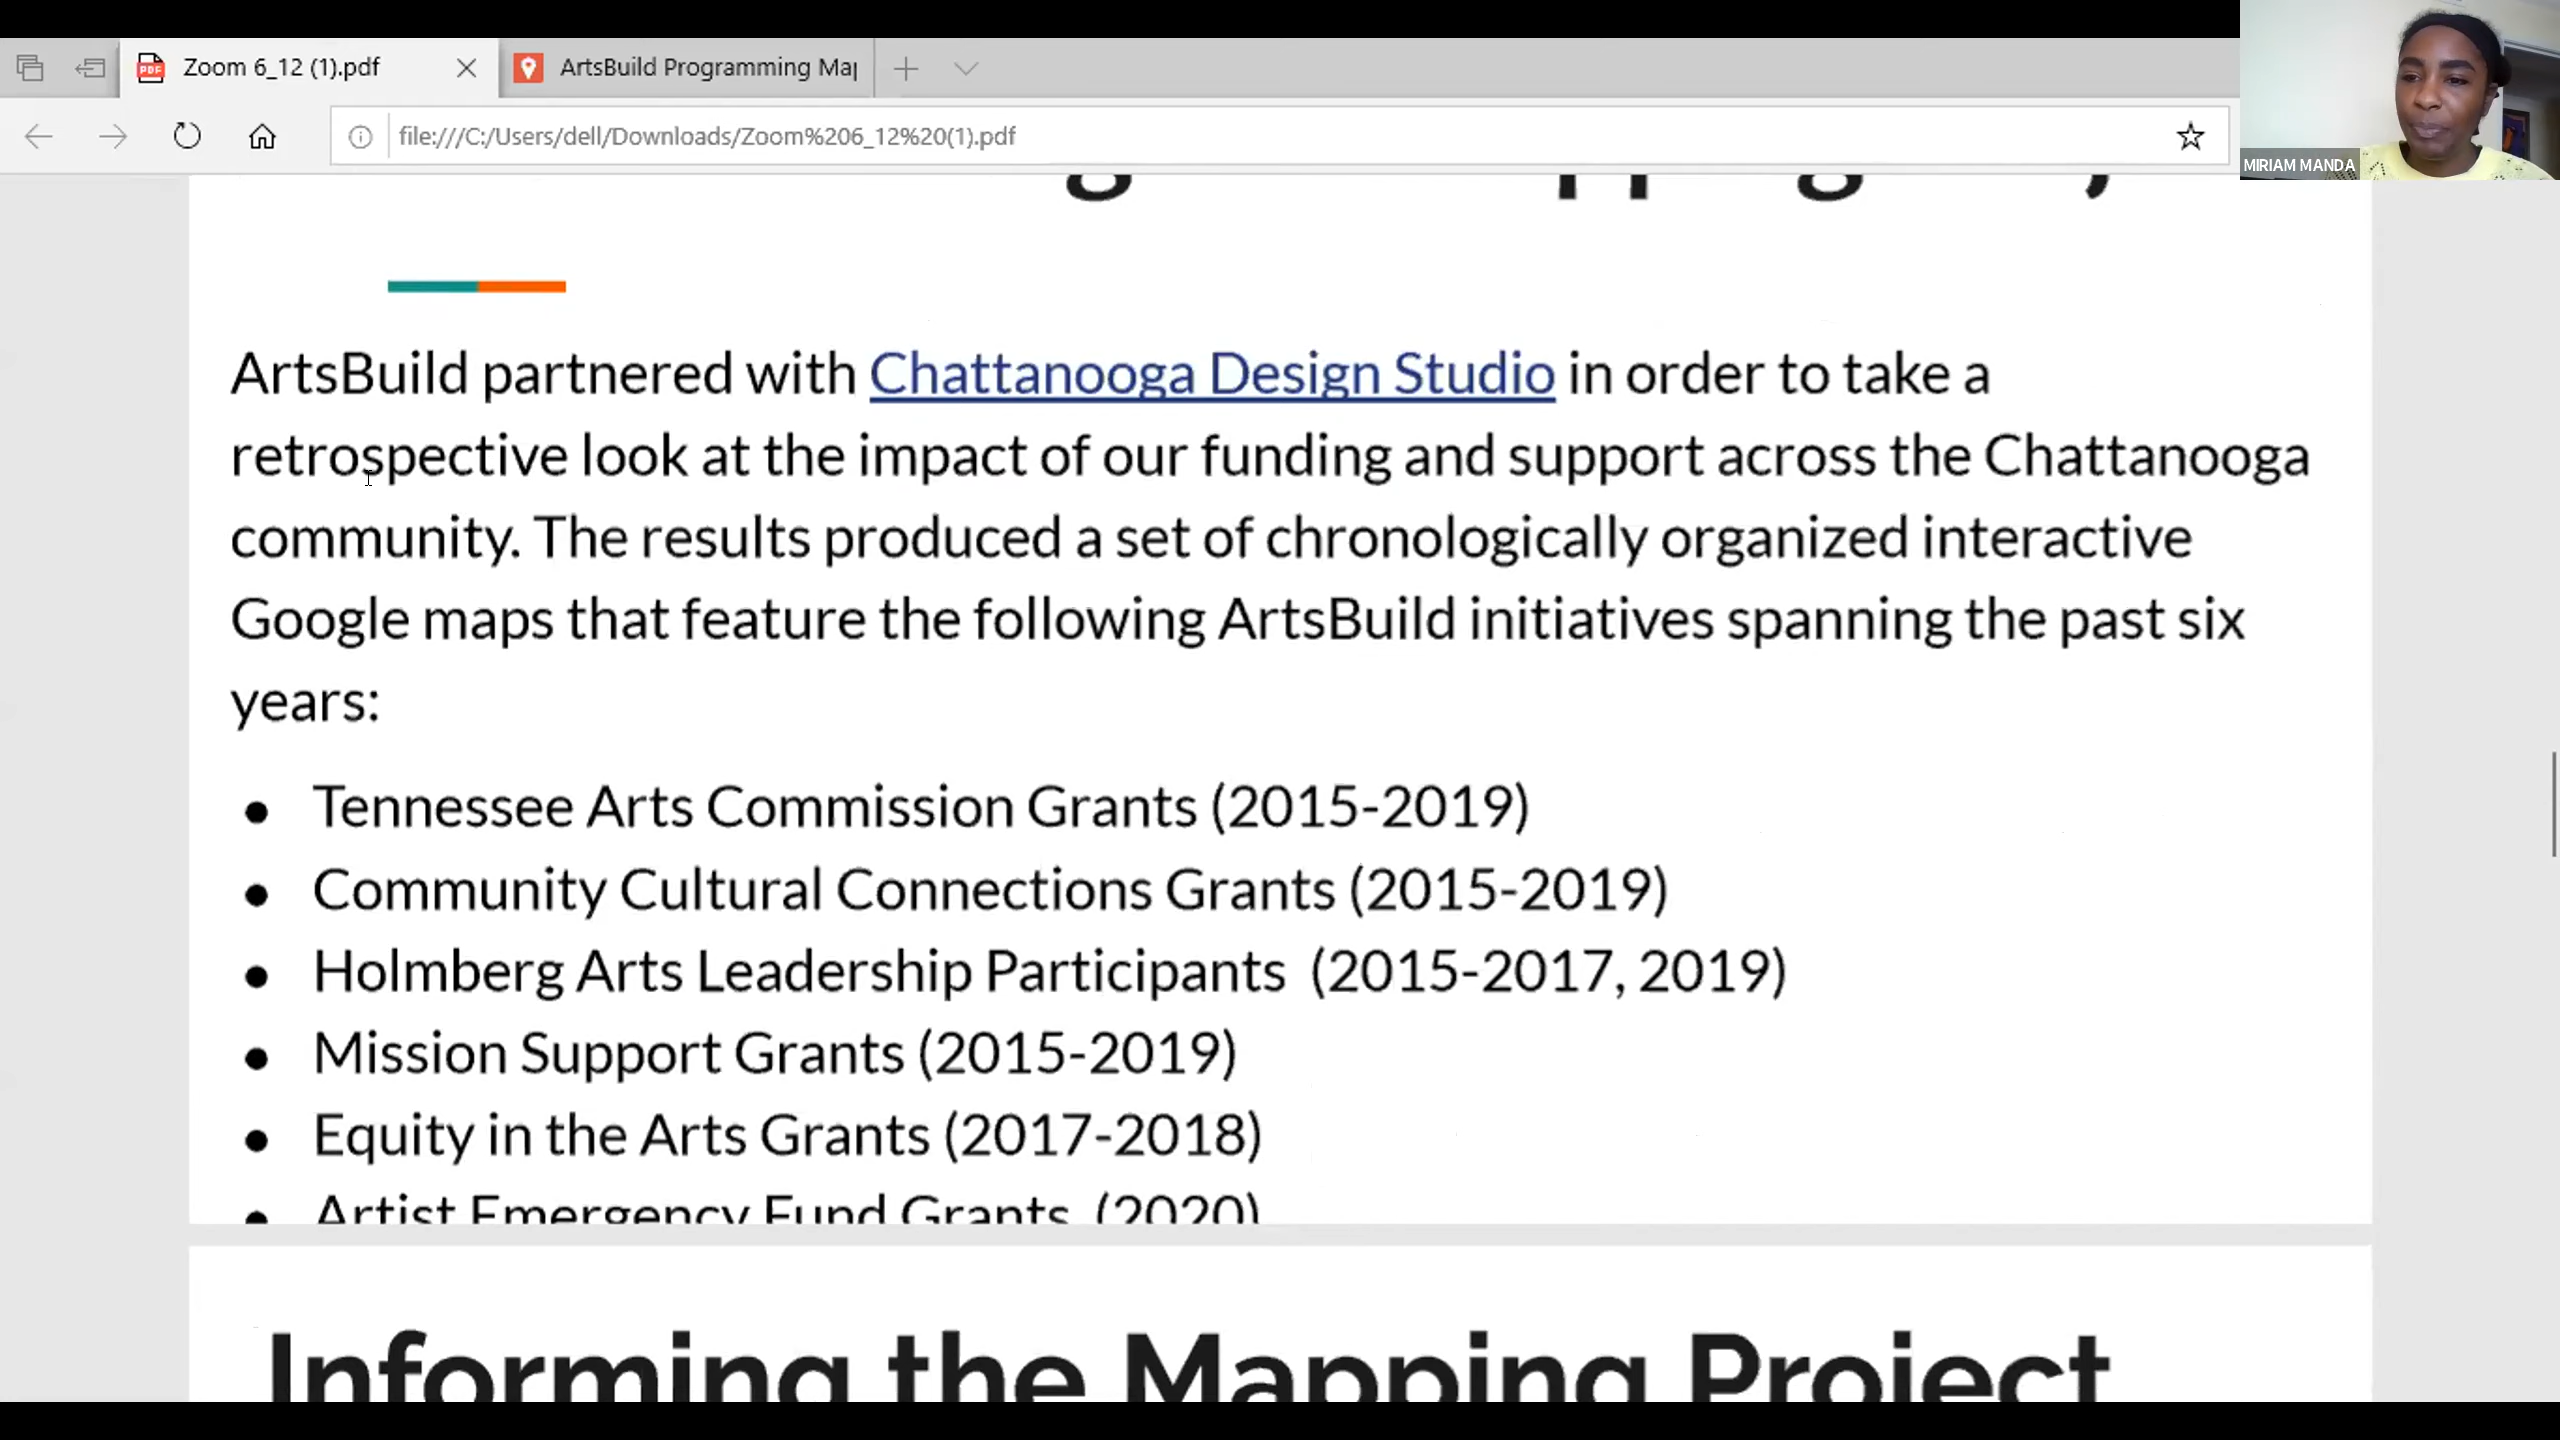 Zoom 6_12 (1).pdf
ArtsBuild Programming Map
file:///C:/Users/dell/Downloads/Zoom%206_12%20(1).pdf
MIRIAM MANDA
ArtsBuild partnered with Chattanooga Design Studio in order to take a
retrospective look at the impact of our funding and support across the Chattanooga
community. The results produced a set of chronologically organized interactive
Google maps that feature the following ArtsBuild initiatives spanning the past six
years:
• Tennessee Arts Commission Grants (2015-2019)
• Community Cultural Connections Grants (2015-2019)
• Holmberg Arts Leadership Participants (2015-2017, 2019)
• Mission Support Grants (2015-2019)
• Equity in the Arts Grants (2017-2018)
• Artist Emergency Fund Grants (2020)
Informing the Mapping Project